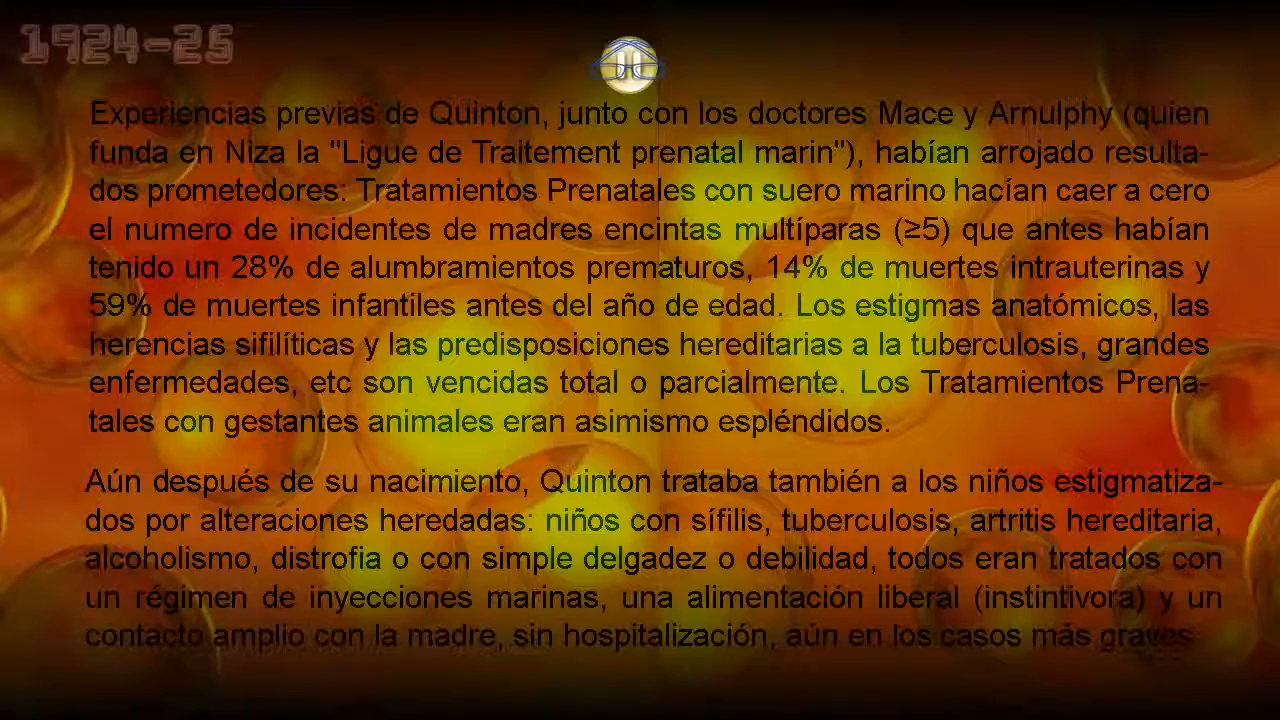 1924-25
Experiencias previas de Quinton, junto con los doctores Mace y Arnulphy (quien
funda en Niza la "Ligue de Traitement prenatal marin"), habían arrojado resulta-
dos prometedores: Tratamientos Prenatales con suero marino hacían caer a cero
el numero de incidentes de madres encintas multíparas (≥5) que antes habían
tenido un 28% de alumbramientos prematuros, 14% de muertes intrauterinas y
59% de muertes infantiles antes del año de edad. Los estigmas anatómicos, las
herencias sifilíticas y las predisposiciones hereditarias a la tuberculosis, grandes
enfermedades, etc son vencidas total o parcialmente. Los Tratamientos Prena-
tales con gestantes animales eran asimismo espléndidos.
Aún después de su nacimiento, Quinton trataba también a los niños estigmatiza-
dos por alteraciones heredadas: niños con sífilis, tuberculosis, artritis hereditaria,
alcoholismo, distrofia o con simple delgadez o debilidad, todos eran tratados con
un régimen de inyecciones marinas, una alimentación liberal (instintivora) y un
contacto amplio con la madre, sin hospitalización, aún en los casos más graves.